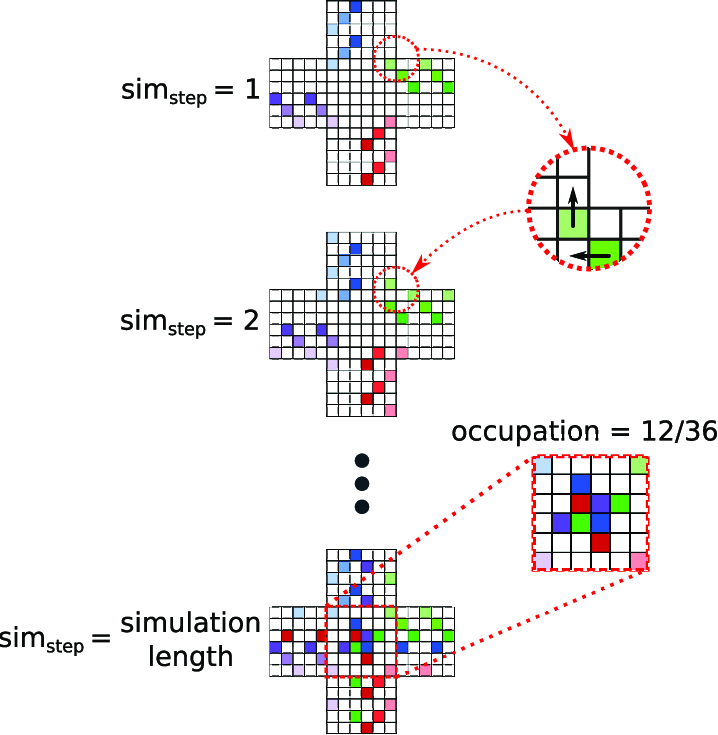 sim_step = 1
sim_step = 2
occupation = 12/36
sim_step = simulation
length